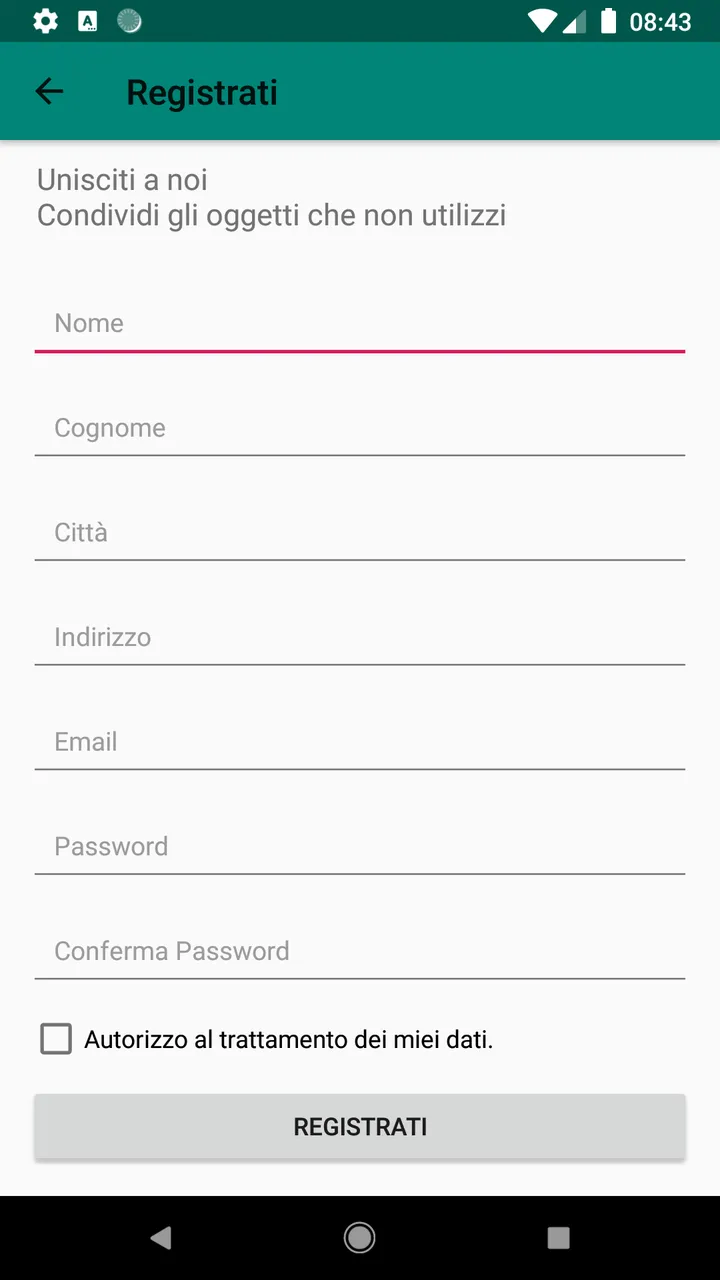 08:43
Registrati
Unisciti a noi
Condividi gli oggetti che non utilizzi
Nome
Cognome
Città
Indirizzo
Email
Password
Conferma Password
Autorizzo al trattamento dei miei dati.
REGISTRATI